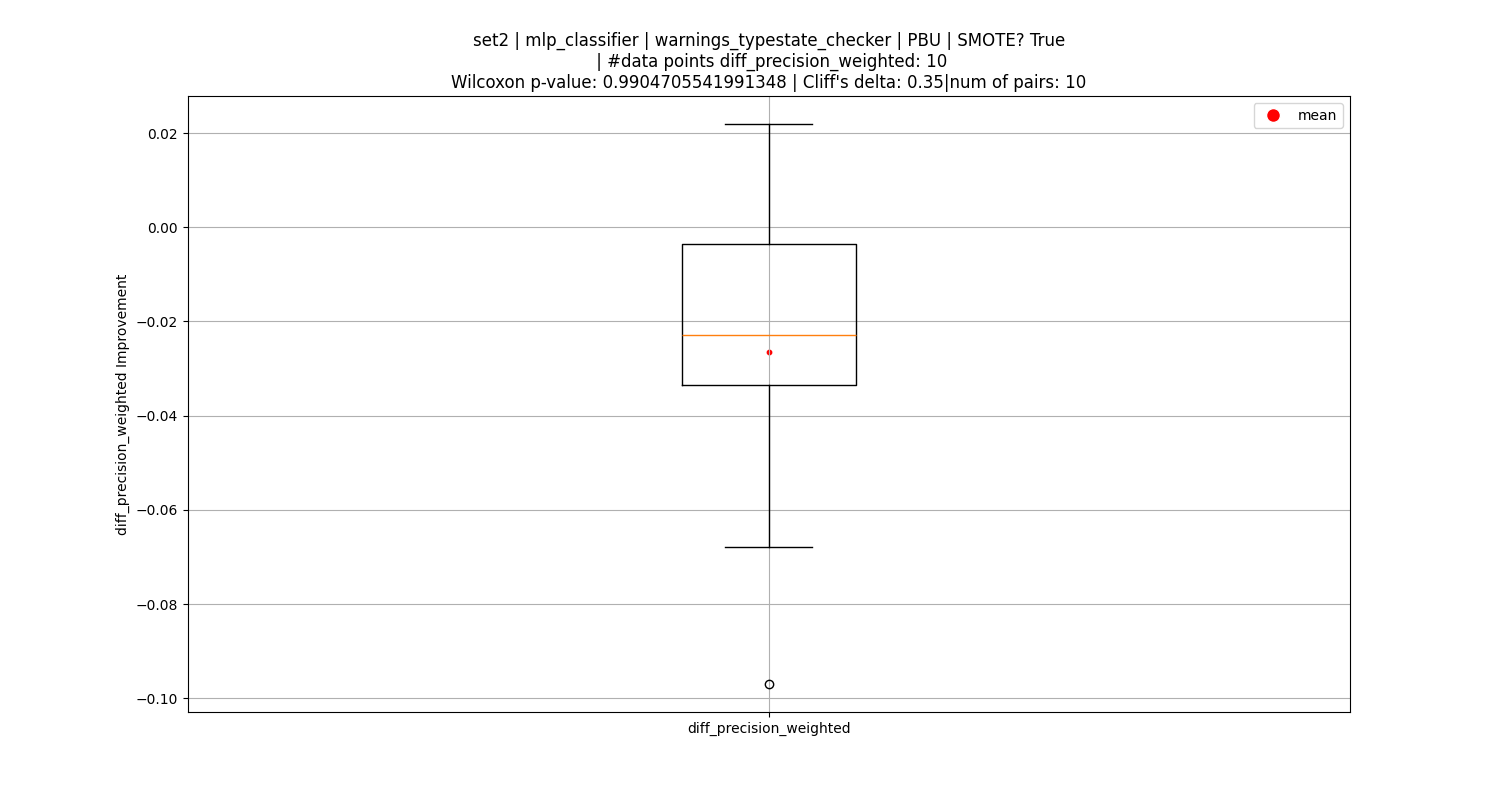 set2 | mlp_classifier | warnings_typestate_checker | PBU | SMOTE? True
| #data points diff_precision_weighted: 10
Wilcoxon p-value: 0.9904705541991348 | Cliff's delta: 0.35|num of pairs: 10
mean
0.02
0.00
−0.02
−0.04
−0.06
−0.08
−0.10
diff_precision_weighted Improvement
diff_precision_weighted